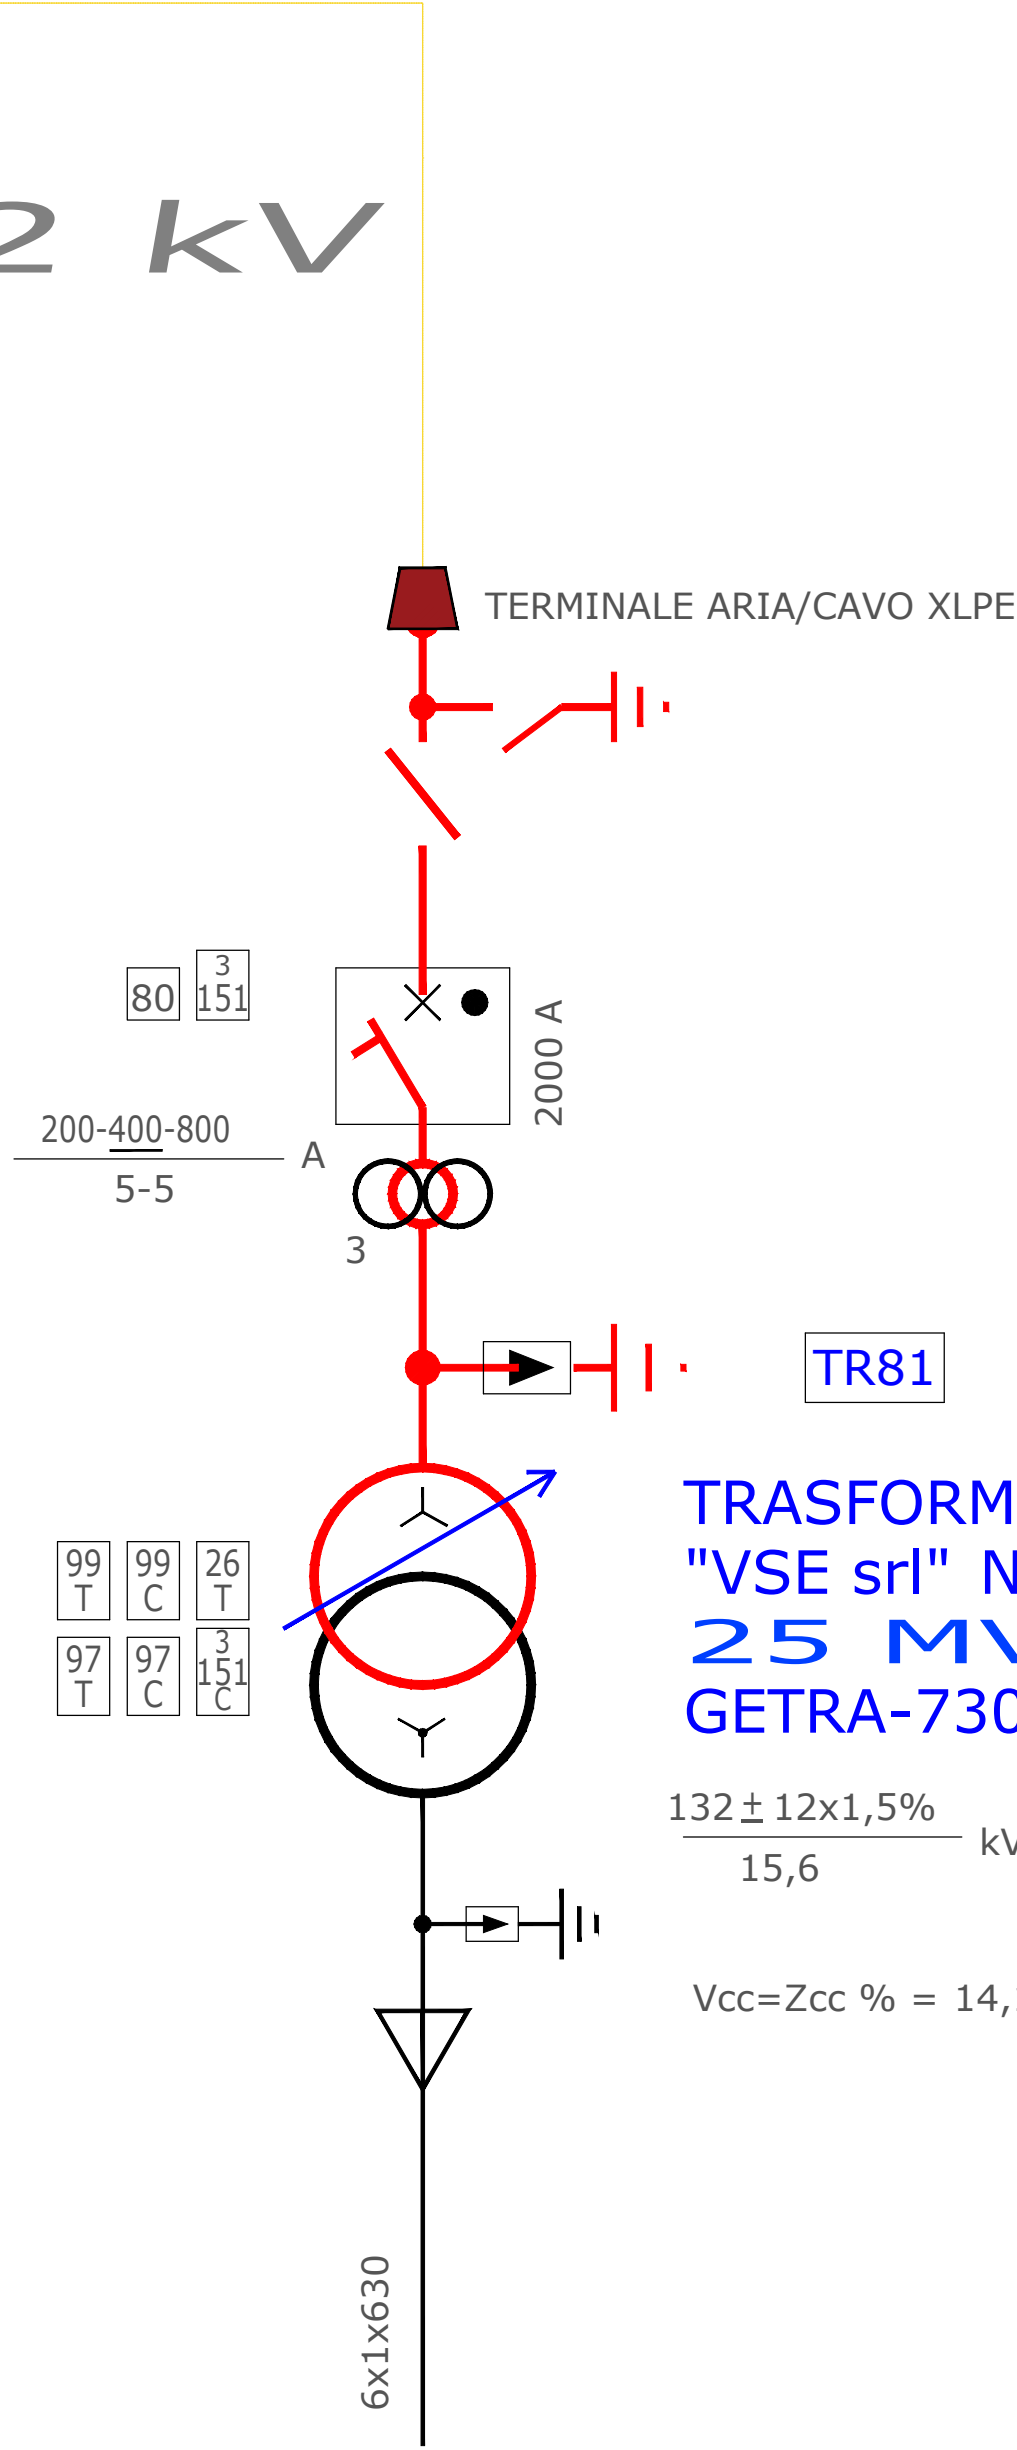 2 kV
TERMINALE ARIA/CAVO XLPE
80
3
151
2000 A
200-400-800
A
5-5
3
TR81
TRASFORM
"VSE srl" N
25 MV
GETRA-730
99
T
99
C
26
T
97
T
97
C
3
151
C
132 ± 12x1,5%
kV
15,6
Vcc=Zcc % = 14,
6x1x630